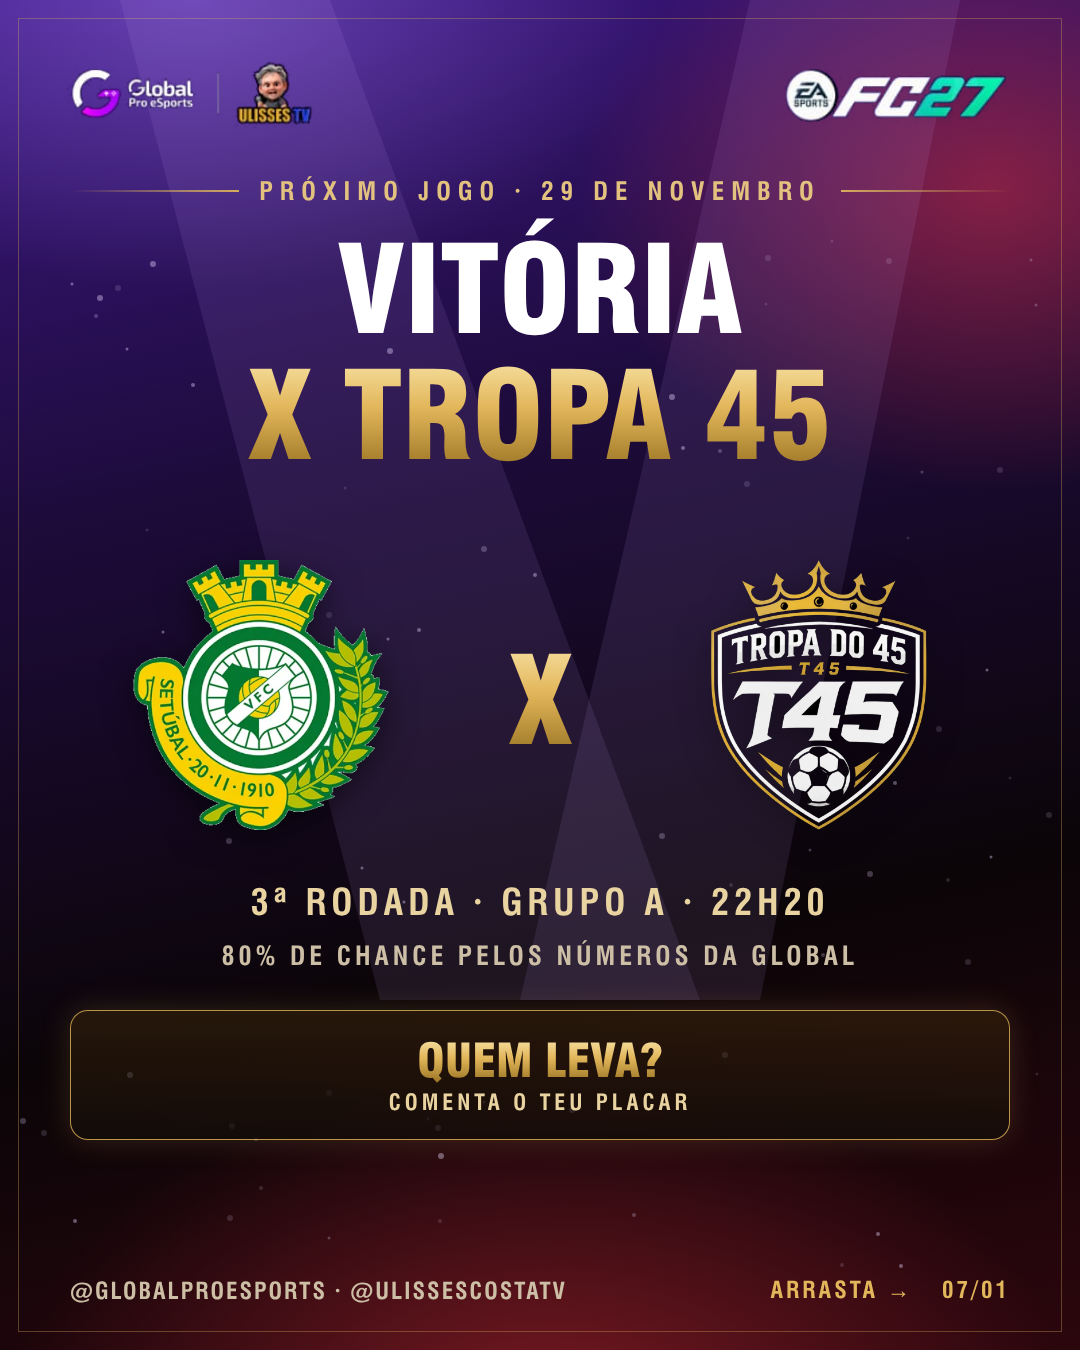 Global
Pro eSports
ULISSES TV
EA
SPORTS
FC27
PRÓXIMO JOGO · 29 DE NOVEMBRO
VITÓRIA
X TROPA 45
SETÚBAL·20·11·1910
VFC
X
TROPA DO 45
T45
T45
3ª RODADA · GRUPO A · 22H20
80% DE CHANCE PELOS NÚMEROS DA GLOBAL
QUEM LEVA?
COMENTA O TEU PLACAR
@GLOBALPROESPORTS · @ULISSESCOSTATV
ARRASTA → 07/01